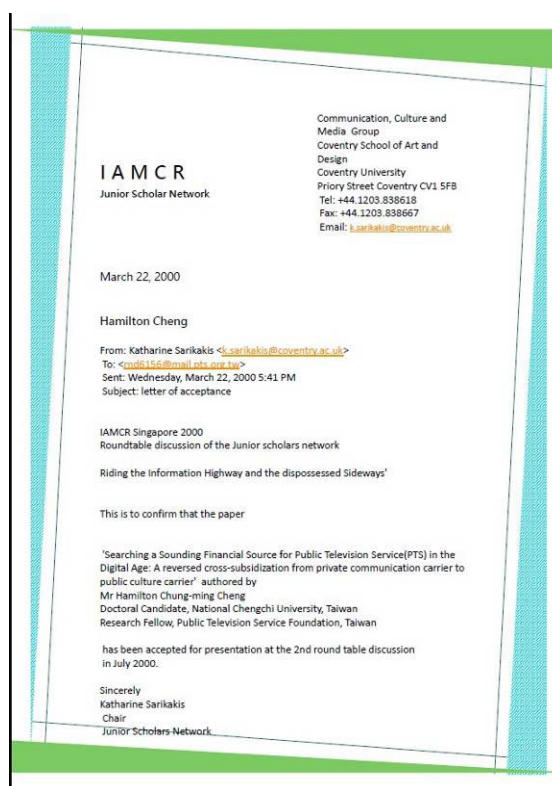 Communication, Culture and
Media Group
Coventry School of Art and
Design
Coventry University
Priory Street Coventry CV1 5FB
Tel: +44.1203.838618
Fax: +44.1203.838667
Email: k.sarikakis@coventry.ac.uk
I A M C R
Junior Scholar Network
March 22, 2000
Hamilton Cheng
From: Katharine Sarikakis <k.sarikakis@coventry.ac.uk>
To: <rnd6156@mail.pts.org.tw>
Sent: Wednesday, March 22, 2000 5:41 PM
Subject: letter of acceptance
IAMCR Singapore 2000
Roundtable discussion of the Junior scholars network
Riding the Information Highway and the dispossessed Sideways'
This is to confirm that the paper
'Searching a Sounding Financial Source for Public Television Service(PTS) in the
Digital Age: A reversed cross-subsidization from private communication carrier to
public culture carrier' authored by
Mr Hamilton Chung-ming Cheng
Doctoral Candidate, National Chengchi University, Taiwan
Research Fellow, Public Television Service Foundation, Taiwan
has been accepted for presentation at the 2nd round table discussion
in July 2000.
Sincerely
Katharine Sarikakis
Chair
Junior Scholars Network